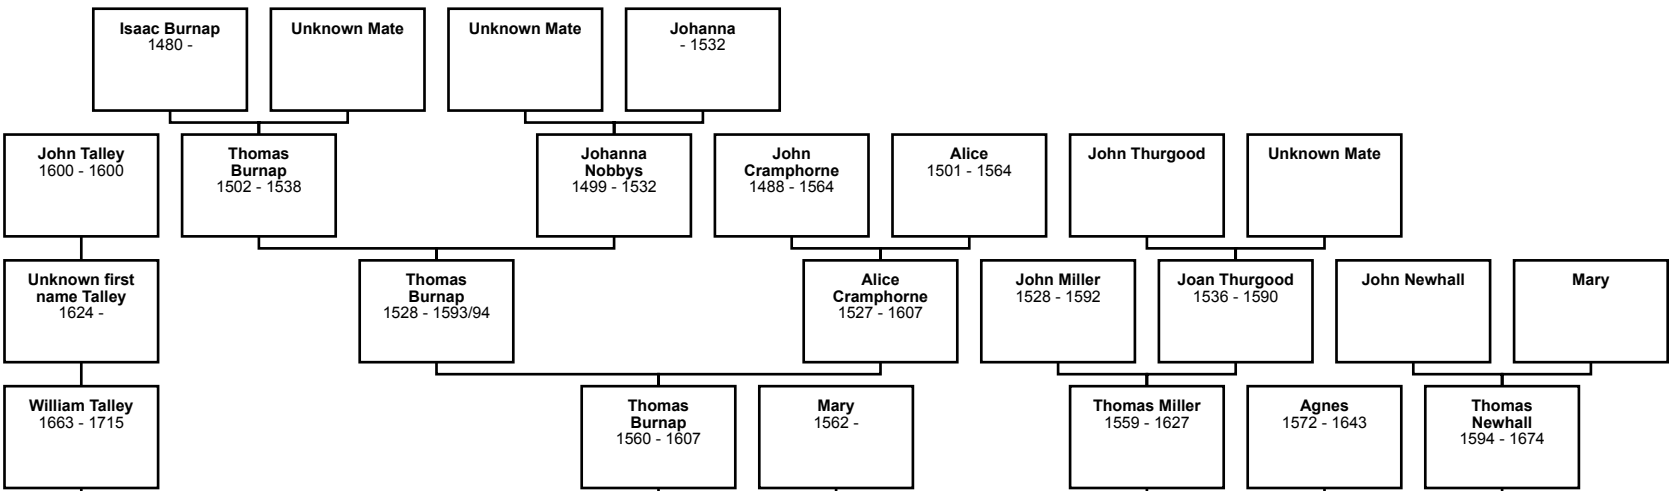 Isaac Burnap
1480 -
Unknown Mate
Unknown Mate
Johanna
- 1532
John Talley
1600 - 1600
Thomas
Burnap
1502 - 1538
Johanna
Nobbys
1499 - 1532
John
Cramphorne
1488 - 1564
Alice
1501 - 1564
John Thurgood
Unknown Mate
Unknown first
name Talley
1624 -
Thomas
Burnap
1528 - 1593/94
Alice
Cramphorne
1527 - 1607
John Miller
1528 - 1592
Joan Thurgood
1536 - 1590
John Newhall
Mary
William Talley
1663 - 1715
Thomas
Burnap
1560 - 1607
Mary
1562 -
Thomas Miller
1559 - 1627
Agnes
1572 - 1643
Thomas
Newhall
1594 - 1674